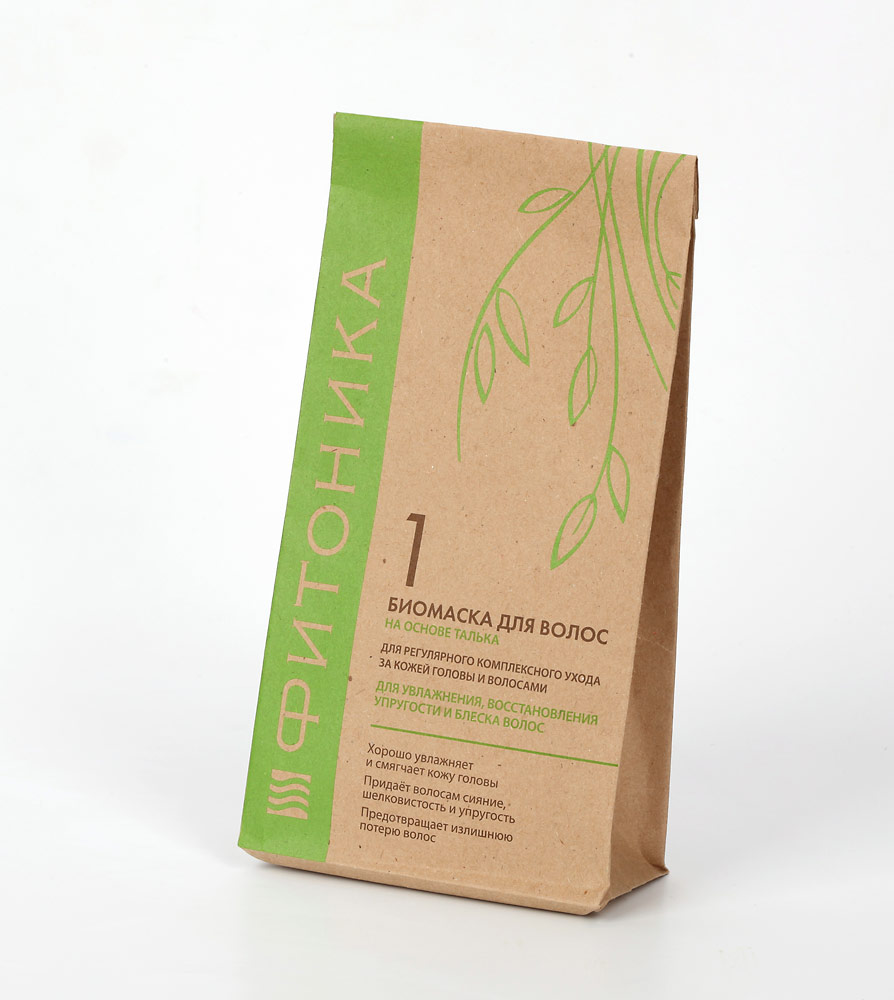 ФИТОНИКА
1
БИОМАСКА ДЛЯ ВОЛОС
НА ОСНОВЕ ТАЛЬКА
ДЛЯ РЕГУЛЯРНОГО КОМПЛЕКСНОГО УХОДА
ЗА КОЖЕЙ ГОЛОВЫ И ВОЛОСАМИ
ДЛЯ УВЛАЖНЕНИЯ, ВОССТАНОВЛЕНИЯ
УПРУГОСТИ И БЛЕСКА ВОЛОС
Хорошо увлажняет
и смягчает кожу головы
Придаёт волосам сияние,
шелковистость и упругость
Предотвращает излишнюю
потерю волос